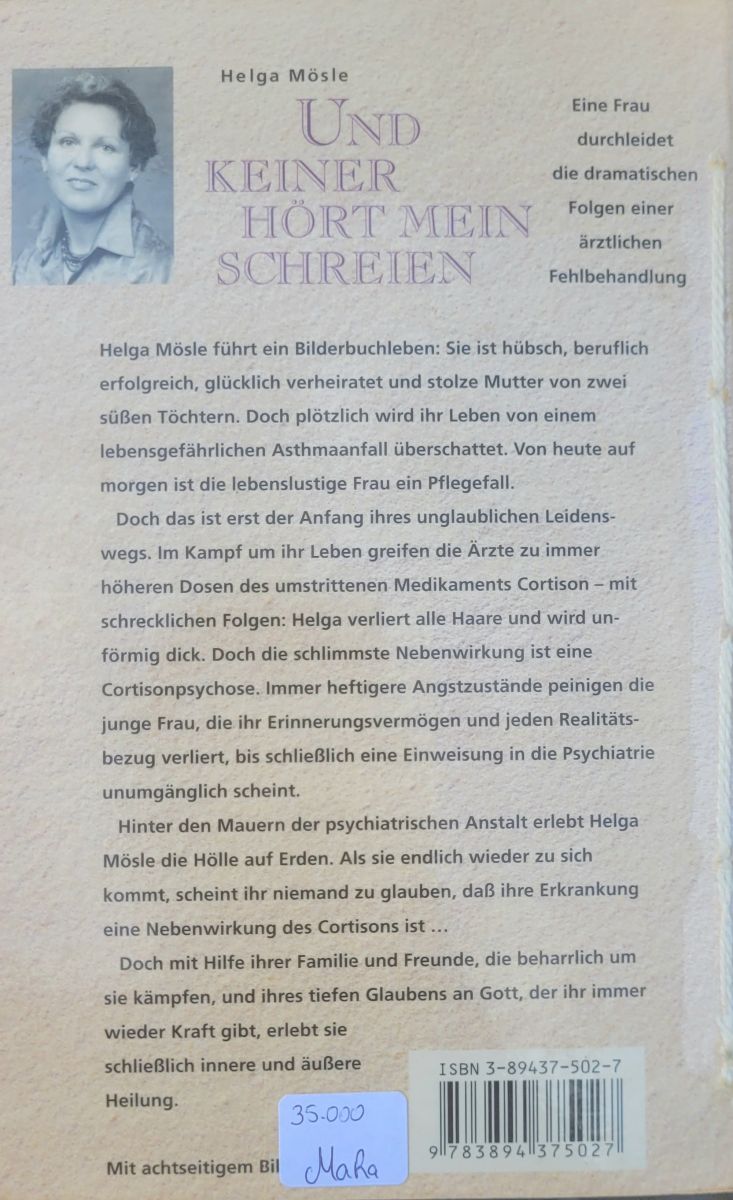 Helga Mösle
UND
KEINER
HÖRT MEIN
SCHREIEN
Eine Frau
durchleidet
die dramatischen
Folgen einer
ärztlichen
Fehlbehandlung
Helga Mösle führt ein Bilderbuchleben: Sie ist hübsch, beruflich
erfolgreich, glücklich verheiratet und stolze Mutter von zwei
süßen Töchtern. Doch plötzlich wird ihr Leben von einem
lebensgefährlichen Asthmaanfall überschattet. Von heute auf
morgen ist die lebenslustige Frau ein Pflegefall.
Doch das ist erst der Anfang ihres unglaublichen Leidens-
wegs. Im Kampf um ihr Leben greifen die Ärzte zu immer
höheren Dosen des umstrittenen Medikaments Cortison – mit
schrecklichen Folgen: Helga verliert alle Haare und wird un-
förmig dick. Doch die schlimmste Nebenwirkung ist eine
Cortisonpsychose. Immer heftigere Angstzustände peinigen die
junge Frau, die ihr Erinnerungsvermögen und jeden Realitäts-
bezug verliert, bis schließlich eine Einweisung in die Psychiatrie
unumgänglich scheint.
Hinter den Mauern der psychiatrischen Anstalt erlebt Helga
Mösle die Hölle auf Erden. Als sie endlich wieder zu sich
kommt, scheint ihr niemand zu glauben, daß ihre Erkrankung
eine Nebenwirkung des Cortisons ist ...
Doch mit Hilfe ihrer Familie und Freunde, die beharrlich um
sie kämpfen, und ihres tiefen Glaubens an Gott, der ihr immer
wieder Kraft gibt, erlebt sie
schließlich innere und äußere
Heilung.
Mit achtseitigem Bil
35.000
MaRa
ISBN 3-89437-502-7
9 783894 375027